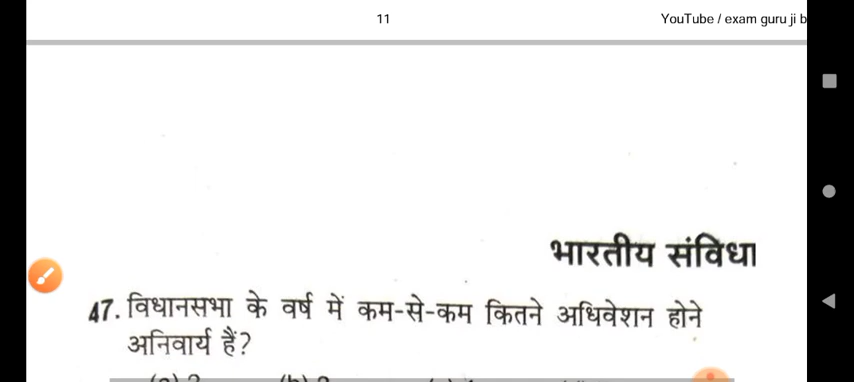 11
YouTube / exam guru ji b
भारतीय संविधा
47. विधानसभा के वर्ष में कम-से-कम कितने अधिवेशन होने
अनिवार्य हैं?